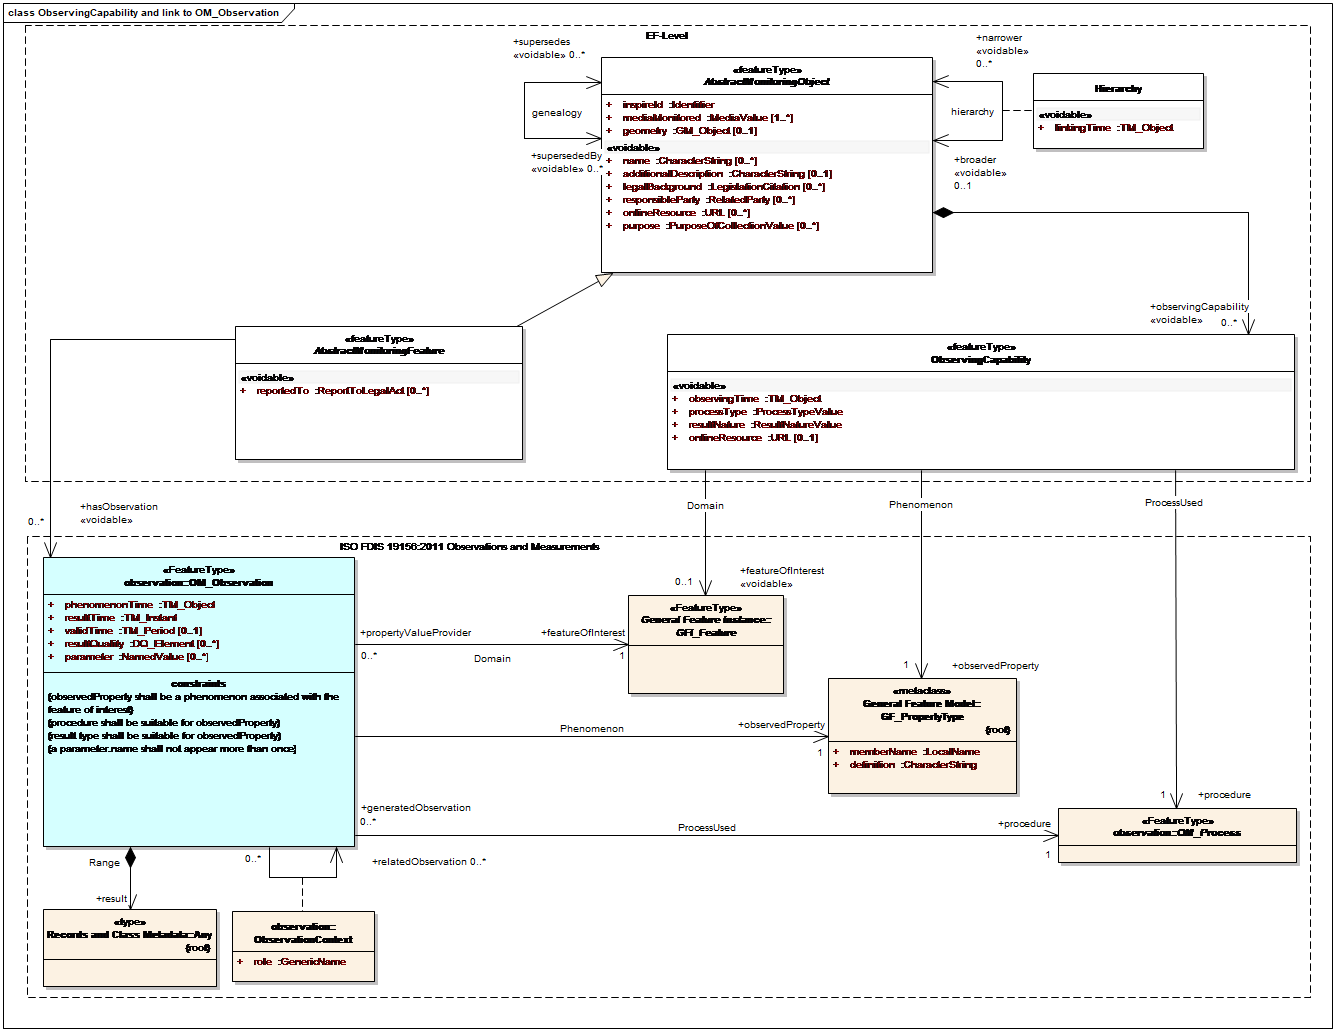 class ObservingCapability and link to OM_Observation
EF-Level
+supersedes
«voidable» 0..*
genealogy
+supersededBy
«voidable» 0..*
«featureType»
AbstractMonitoringObject
+ inspireId :Identifier
+ mediaMonitored :MediaValue [1..*]
+ geometry :GM_Object [0..1]
«voidable»
+ name :CharacterString [0..*]
+ additionalDescription :CharacterString [0..1]
+ legalBackground :LegislationCitation [0..*]
+ responsibleParty :RelatedParty [0..*]
+ onlineResource :URL [0..*]
+ purpose :PurposeOfCollectionValue [0..*]
+narrower
«voidable»
0..*
hierarchy
+broader
«voidable»
0..1
Hierarchy
«voidable»
+ linkingTime :TM_Object
+observingCapability
«voidable» 0..*
«featureType»
AbstractMonitoringFeature
«voidable»
+ reportedTo :ReportToLegalAct [0..*]
«featureType»
ObservingCapability
«voidable»
+ observingTime :TM_Object
+ processType :ProcessTypeValue
+ resultNature :ResultNatureValue
+ onlineResource :URL [0..1]
+hasObservation
0..* «voidable»
Domain
Phenomenon
ProcessUsed
ISO FDIS 19156:2011 Observations and Measurements
«FeatureType»
observation::OM_Observation
+ phenomenonTime :TM_Object
+ resultTime :TM_Instant
+ validTime :TM_Period [0..1]
+ resultQuality :DQ_Element [0..*]
+ parameter :NamedValue [0..*]
constraints
{observedProperty shall be a phenomenon associated with the
feature of interest}
{procedure shall be suitable for observedProperty}
{result type shall be suitable for observedProperty}
{a parameter.name shall not appear more than once}
+featureOfInterest
0..1 «voidable»
«FeatureType»
General Feature Instance::
GFI_Feature
+propertyValueProvider
0..*
+featureOfInterest
1
Domain
1 +observedProperty
«metaclass»
General Feature Model::
GF_PropertyType
{root}
+ memberName :LocalName
+ definition :CharacterString
Phenomenon
+observedProperty
1
1 +procedure
«FeatureType»
observation::OM_Process
+generatedObservation
0..*
ProcessUsed
+procedure
1
Range
+result
0..*
+relatedObservation 0..*
«type»
Records and Class Metadata::Any
{root}
observation::
ObservationContext
+ role :GenericName